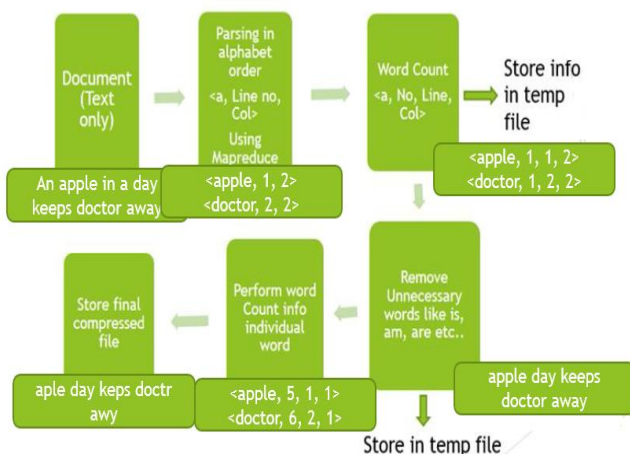 Document
(Text
only)
An apple in a day
keeps doctor away
Parsing in
alphabet
order
<a, Line no,
Col>
Using
Mapreduce
<apple, 1, 2>
<doctor, 2, 2>
Word Count
<a, No, Line,
Col>
Store info
in temp
file
<apple, 1, 1, 2>
<doctor, 1, 2, 2>
Remove
Unnecessary
words like is,
am, are etc..
apple day keeps
doctor away
Store in temp file
Perform word
Count info
individual
word
<apple, 5, 1, 1>
<doctor, 6, 2, 1>
Store final
compressed
file
aple day keps doctr
awy